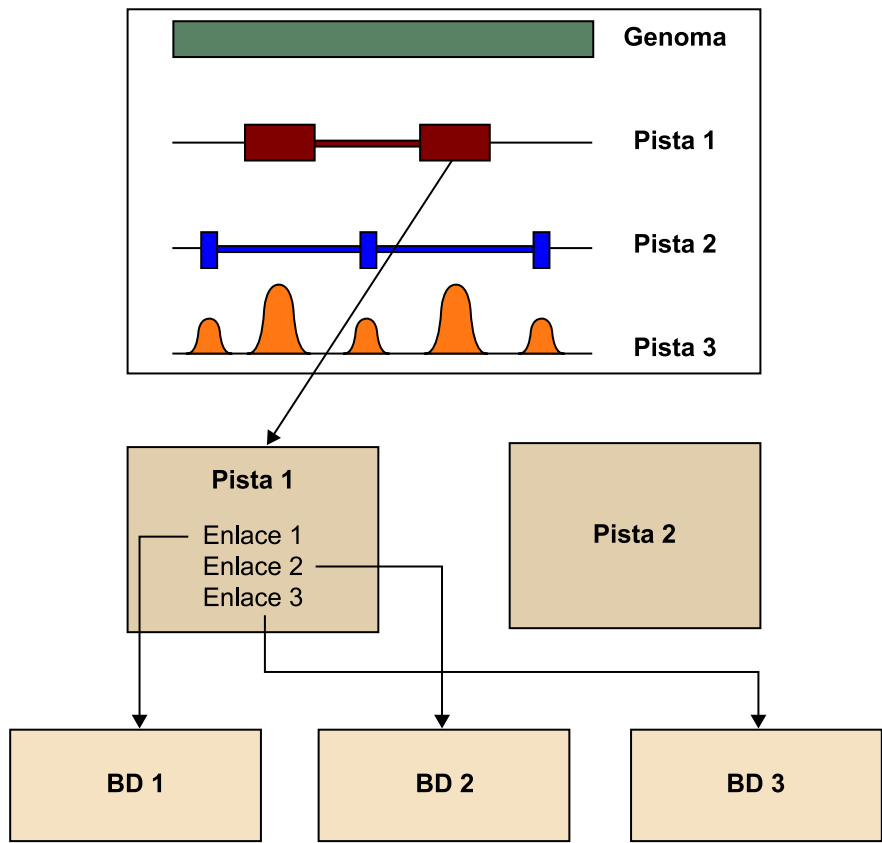 Genoma
Pista 1
Pista 2
Pista 3
Pista 1
Enlace 1
Enlace 2
Enlace 3
Pista 2
BD 1
BD 2
BD 3